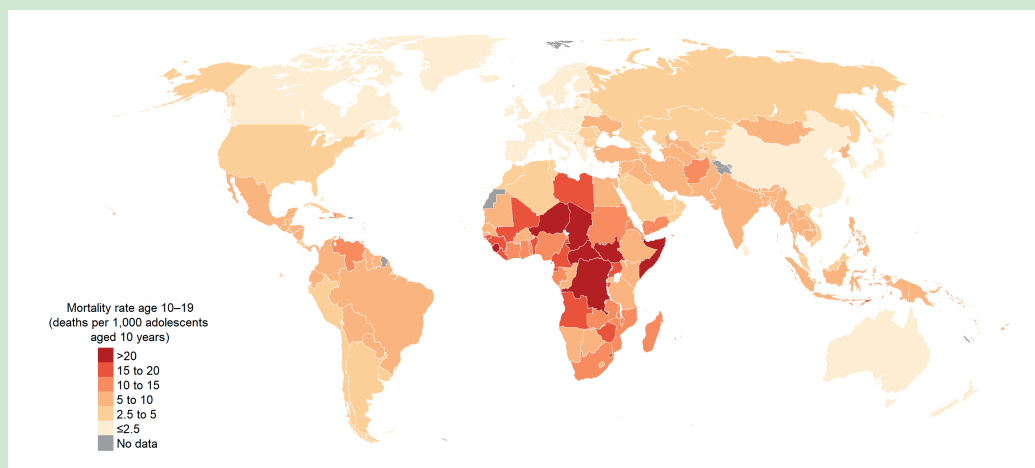 Mortality rate age 10–19
(deaths per 1,000 adolescents
aged 10 years)
>20
15 to 20
10 to 15
5 to 10
2.5 to 5
≤2.5
No data